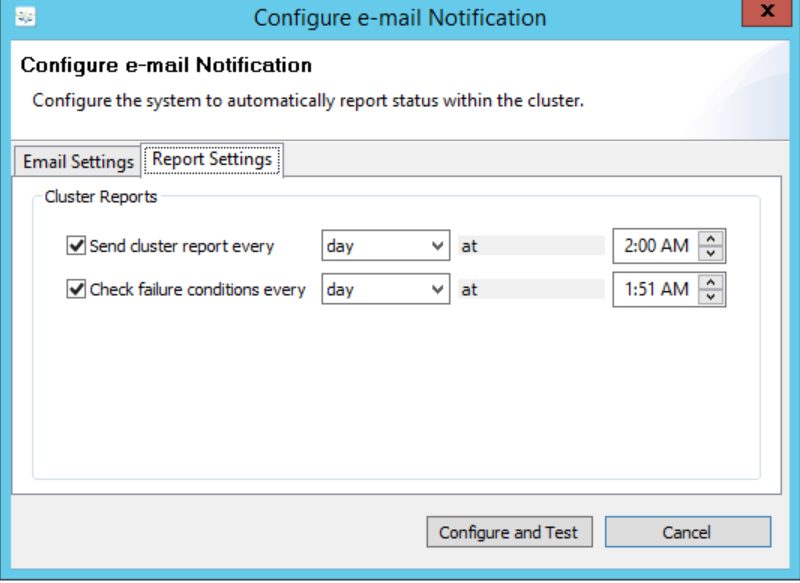 Configure e-mail Notification
X
Configure e-mail Notification
Configure the system to automatically report status within the cluster.
Email Settings Report Settings
Cluster Reports
Send cluster report every day at 2:00 AM
Check failure conditions every day at 1:51 AM
Configure and Test Cancel